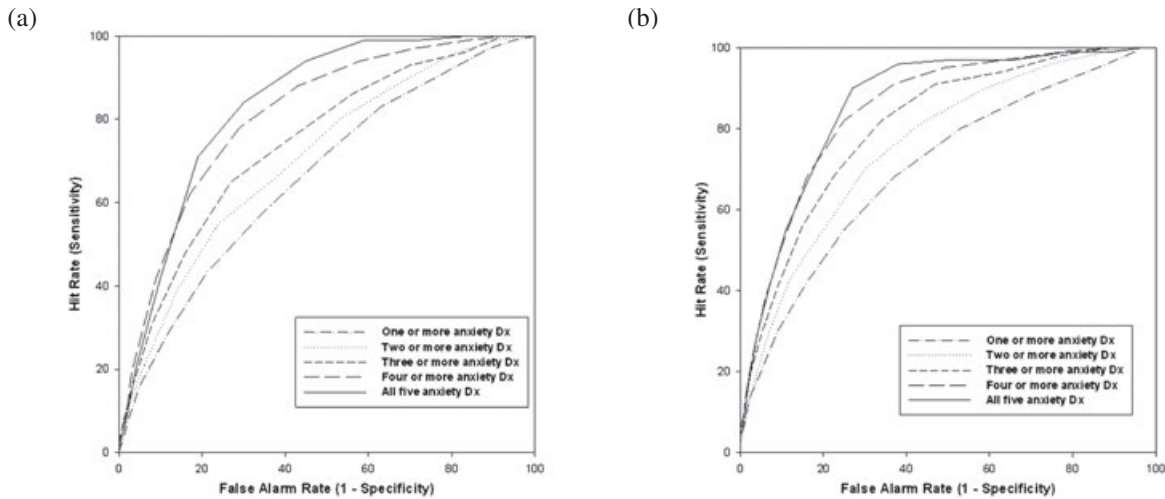 (a)
100
80
60
40
20
0
Hit Rate (Sensitivity)
One or more anxiety Dx
Two or more anxiety Dx
Three or more anxiety Dx
Four or more anxiety Dx
All five anxiety Dx
0 20 40 60 80 100
False Alarm Rate (1 - Specificity)
(b)
100
80
60
40
20
0
Hit Rate (Sensitivity)
One or more anxiety Dx
Two or more anxiety Dx
Three or more anxiety Dx
Four or more anxiety Dx
All five anxiety Dx
0 20 40 60 80 100
False Alarm Rate (1 - Specificity)